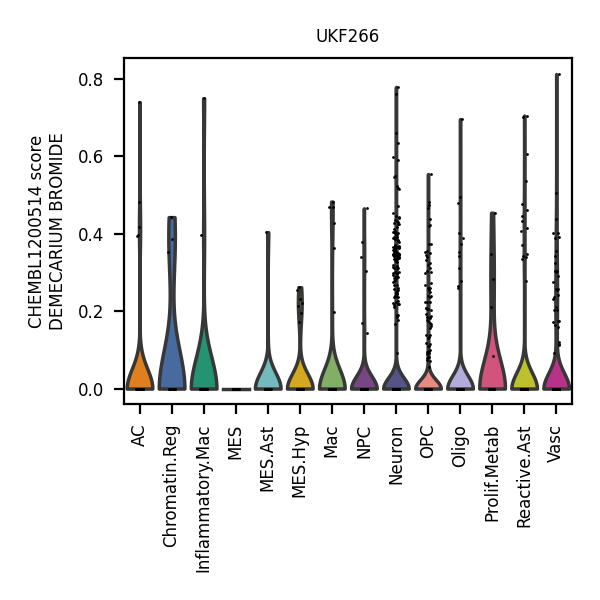 UKF266
CHEMBL1200514 score
DEMECARIUM BROMIDE
0.8
0.6
0.4
0.2
0.0
AC
Chromatin.Reg
Inflammatory.Mac
MES
MES.Ast
MES.Hyp
Mac
NPC
Neuron
OPC
Oligo
Prolif.Metab
Reactive.Ast
Vasc